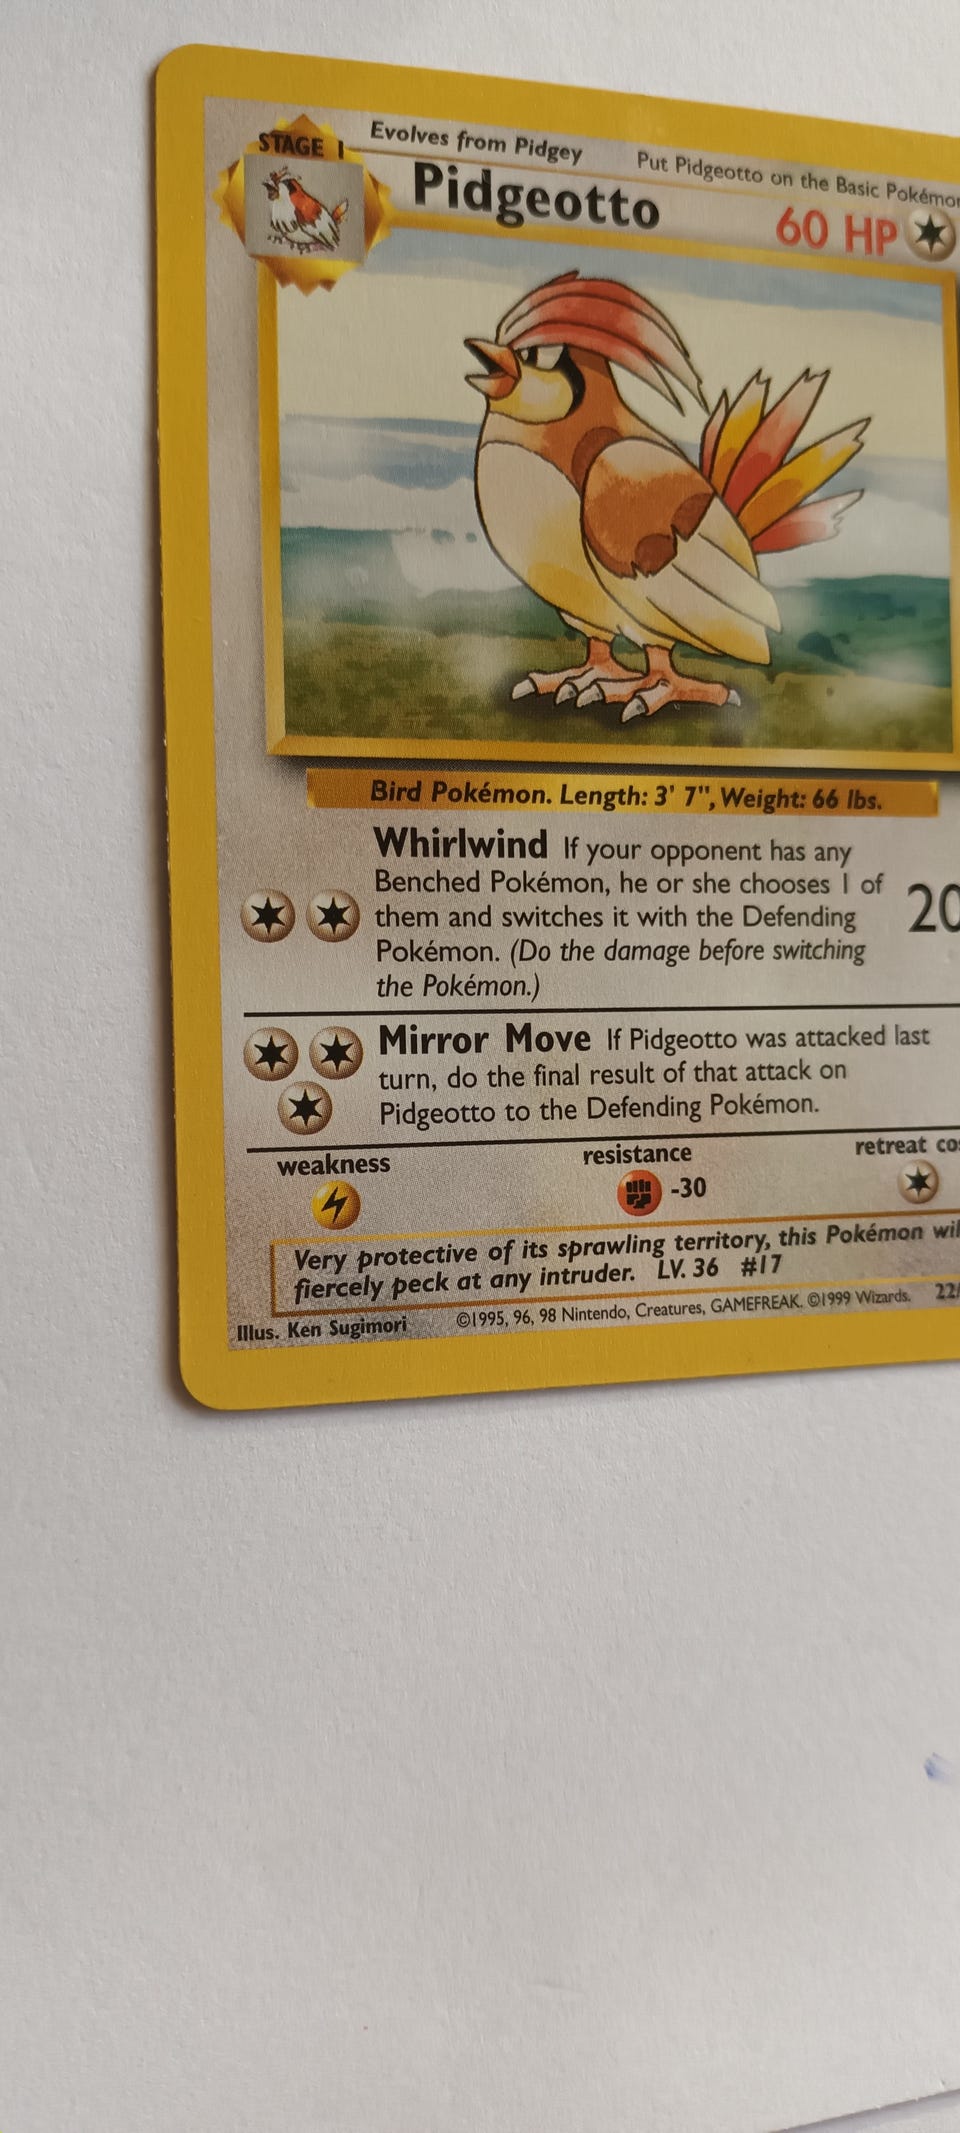 STAGE 1
Evolves from Pidgey
Put Pidgeotto on the Basic Pokémon
Pidgeotto
60 HP
Bird Pokémon. Length: 3' 7", Weight: 66 lbs.
Whirlwind If your opponent has any
Benched Pokémon, he or she chooses 1 of
them and switches it with the Defending
Pokémon. (Do the damage before switching
the Pokémon.)
20
Mirror Move If Pidgeotto was attacked last
turn, do the final result of that attack on
Pidgeotto to the Defending Pokémon.
weakness
resistance
retreat co
-30
Very protective of its sprawling territory, this Pokémon wil
fiercely peck at any intruder. LV. 36 #17
Illus. Ken Sugimori
©1995, 96, 98 Nintendo, Creatures, GAMEFREAK. ©1999 Wizards.
22/